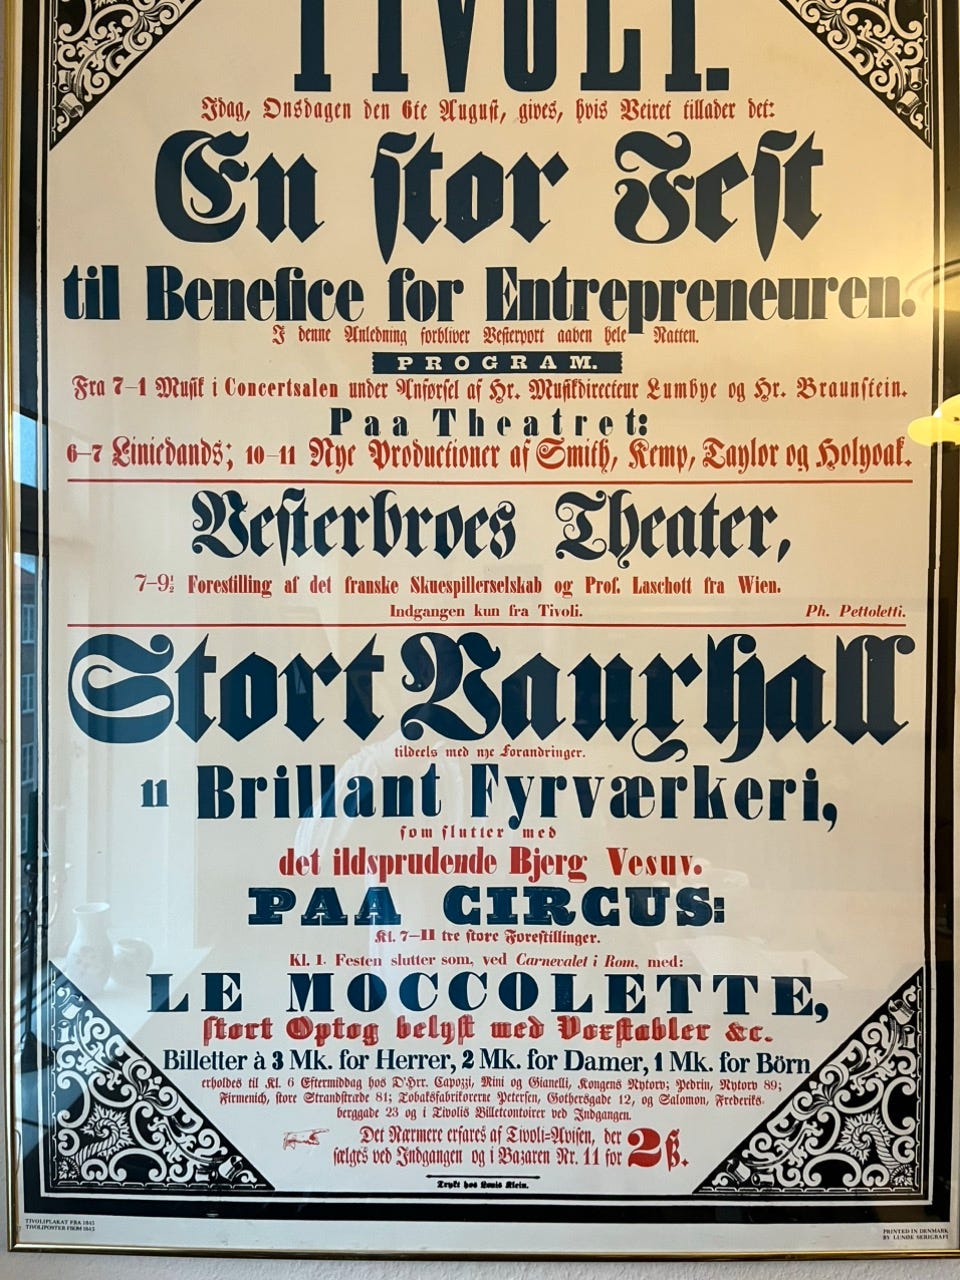 TIVOLI.
Idag, Onsdagen den 6te August, gives, hvis Veiret tillader det:
En stor Fest
til Benefice for Entrepreneuren.
I denne Anledning forbliver Vesterport aaben hele Natten.
PROGRAM.
Fra 7–1 Musik i Concertsalen under Anførsel af Hr. Musikdirecteur Lumbye og Hr. Braunstein.
Paa Theatret:
6–7 Liniedands; 10–11 Nye Productioner af Smith, Kemp, Taylor og Holyoak.
Vesterbroes Theater,
7–9½ Forestilling af det franske Skuespillerselskab og Prof. Laschott fra Wien.
Indgangen kun fra Tivoli. Ph. Pettoletti.
Stort Vauxhall
tildeels med nye Forandringer.
11 Brillant Fyrværkeri,
som slutter med
det ildsprudende Bjerg Vesuv.
PAA CIRCUS:
Kl. 7–11 tre store Forestillinger.
Kl. 1. Festen slutter som, ved Carnevalet i Rom, med:
LE MOCCOLETTE,
stort Optog belyst med Voxstabler &c.
Billetter à 3 Mk. for Herrer, 2 Mk. for Damer, 1 Mk. for Börn
erholdes til Kl. 6 Eftermiddag hos D'Hrr. Capozzi, Mini og Gianelli, Kongens Nytorv; Pedrin, Nytorv 89;
Firmenich, store Strandstræde 81; Tobaksfabrikørerne Petersen, Gothersgade 12, og Salomon, Frederiks-
berggade 23 og i Tivolis Billetcontoirer ved Indgangen.
Det Nærmere erfares af Tivoli-Avisen, der
sælges ved Indgangen og i Bazaren Nr. 11 for 2 ß.
Trykt hos Louis Klein.
TIVOLIPLAKAT FRA 1845
TIVOLIPOSTER FROM 1845
PRINTED IN DENMARK
BY LUNØE SERIGRAFI